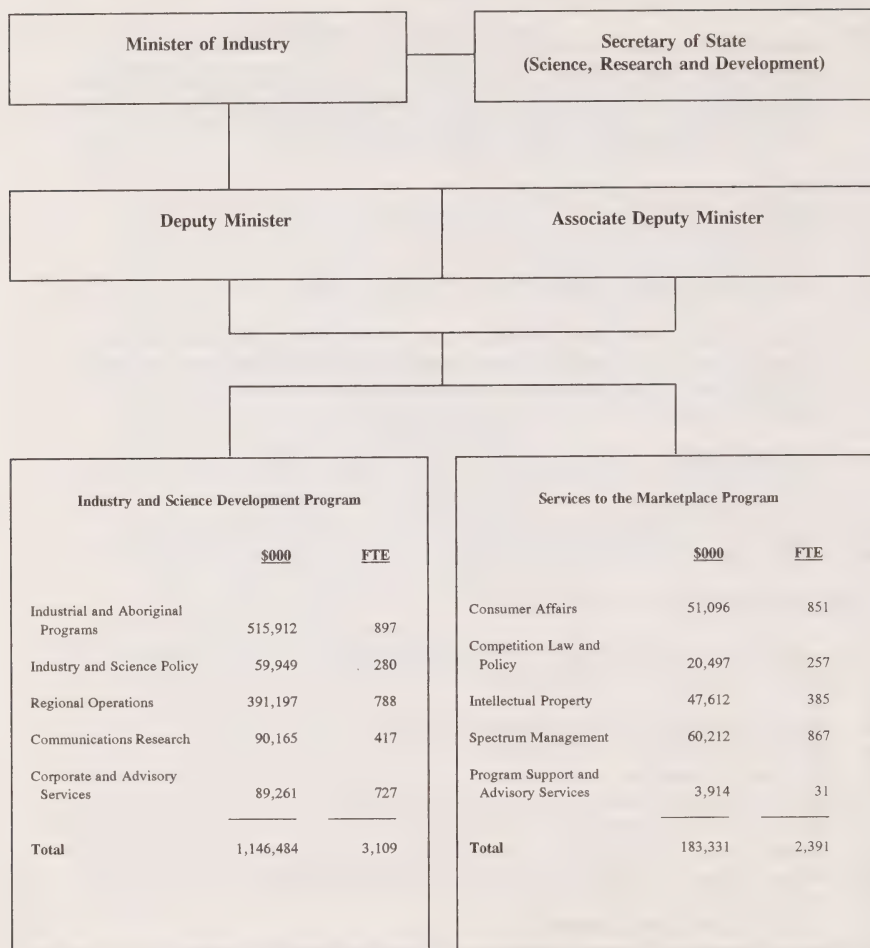 Minister of Industry
Secretary of State
(Science, Research and Development)
Deputy Minister
Associate Deputy Minister
Industry and Science Development Program
$000 FTE
Industrial and Aboriginal
Programs 515,912 897
Industry and Science Policy 59,949 280
Regional Operations 391,197 788
Communications Research 90,165 417
Corporate and Advisory
Services 89,261 727
Total 1,146,484 3,109
Services to the Marketplace Program
$000 FTE
Consumer Affairs 51,096 851
Competition Law and
Policy 20,497 257
Intellectual Property 47,612 385
Spectrum Management 60,212 867
Program Support and
Advisory Services 3,914 31
Total 183,331 2,391